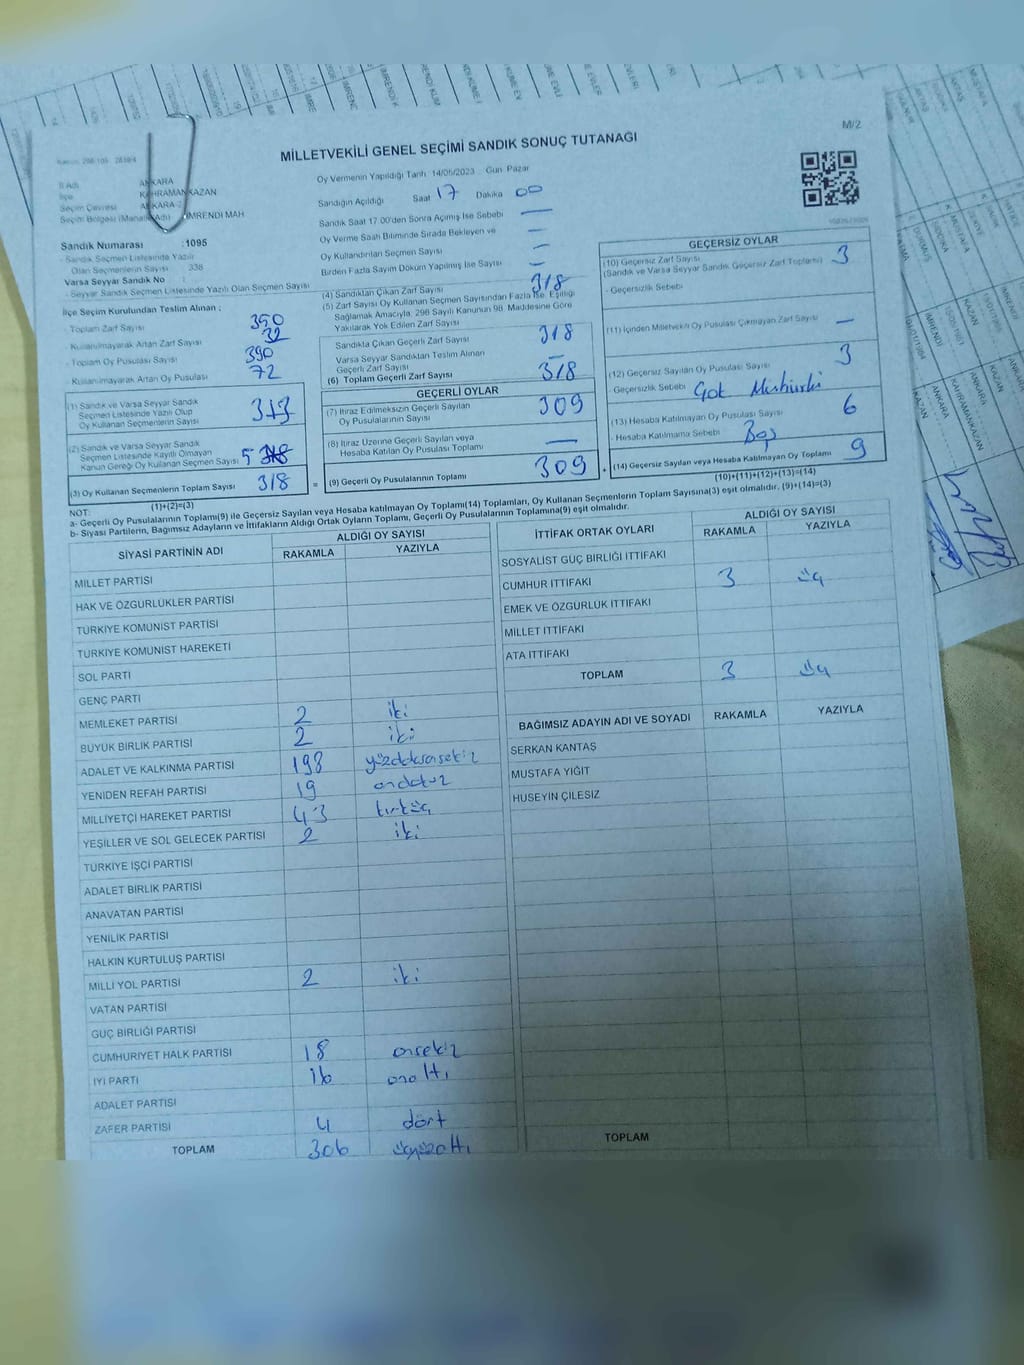 M/2
MİLLETVEKİLİ GENEL SEÇİMİ SANDIK SONUÇ TUTANAĞI
İli Adı ANKARA
İlçe KAHRAMANKAZAN
Seçim Çevresi ANKARA 2
Seçim Bölgesi İMRENDİ MAH
Sandık Numarası :1095
- Sandık Seçmen Listesinde Yazılı
Olan Seçmenlerin Sayısı 338
Varsa Seyyar Sandık No :
- Seyyar Sandık Seçmen Listesinde Yazılı Olan Seçmen Sayısı
İlçe Seçim Kurulundan Teslim Alınan :
- Toplam Zarf Sayısı 350
- Kullanılmayarak Artan Zarf Sayısı 32
- Toplam Oy Pusulası Sayısı 390
- Kullanılmayarak Artan Oy Pusulası 72
(1) Sandık ve Varsa Seyyar Sandık
Seçmen Listesinde Yazılı Olup
Oy Kullanan Seçmenlerin Sayısı 313
(2) Sandık ve Varsa Seyyar Sandık
Seçmen Listesinde Kayıtlı Olmayan
Kanun Gereği Oy Kullanan Seçmen Sayısı 5
(3) Oy Kullanan Seçmenlerin Toplam Sayısı 318
(1)+(2)=(3)
Oy Vermenin Yapıldığı Tarih: 14/05/2023 Gün: Pazar
Sandığın Açıldığı Saat 17 Dakika 00
Sandık Saat 17.00'den Sonra Açılmış İse Sebebi —
Oy Verme Saati Bitiminde Sırada Bekleyen ve
Oy Kullandırılan Seçmen Sayısı —
Birden Fazla Sayım Döküm Yapılmış İse Sayısı —
(4) Sandıktan Çıkan Zarf Sayısı 318
(5) Zarf Sayısı Oy Kullanan Seçmen Sayısından Fazla İse, Eşitliği
Sağlamak Amacıyla, 298 Sayılı Kanunun 98. Maddesine Göre
Yakılarak Yok Edilen Zarf Sayısı
Sandıkta Çıkan Geçerli Zarf Sayısı 318
Varsa Seyyar Sandıktan Teslim Alınan
Geçerli Zarf Sayısı —
(6) Toplam Geçerli Zarf Sayısı 318
GEÇERLİ OYLAR
(7) İtiraz Edilmeksizin Geçerli Sayılan
Oy Pusulalarının Sayısı 309
(8) İtiraz Üzerine Geçerli Sayılan veya
Hesaba Katılan Oy Pusulası Toplamı —
= (9) Geçerli Oy Pusulalarının Toplamı 309 +
GEÇERSİZ OYLAR
(10) Geçersiz Zarf Sayısı 3
(Sandık ve Varsa Seyyar Sandık Geçersiz Zarf Toplamı)
- Geçersizlik Sebebi
(11) İçinden Milletvekili Oy Pusulası Çıkmayan Zarf Sayısı —
(12) Geçersiz Sayılan Oy Pusulası Sayısı 3
- Geçersizlik Sebebi
(13) Hesaba Katılmayan Oy Pusulası Sayısı 6
- Hesaba Katılmama Sebebi Boş
(14) Geçersiz Sayılan veya Hesaba Katılmayan Oy Toplamı 9
(10)+(11)+(12)+(13)=(14)
NOT:
a- Geçerli Oy Pusulalarının Toplamı(9) ile Geçersiz Sayılan veya Hesaba katılmayan Oy Toplamı(14) Toplamları, Oy Kullanan Seçmenlerin Toplam Sayısına(3) eşit olmalıdır. (9)+(14)=(3)
b- Siyasi Partilerin, Bağımsız Adayların ve İttifakların Aldığı Ortak Oyların Toplamı, Geçerli Oy Pusulalarının Toplamına(9) eşit olmalıdır.
SİYASİ PARTİNİN ADI ALDIĞI OY SAYISI
RAKAMLA YAZIYLA
MİLLET PARTİSİ
HAK VE ÖZGÜRLÜKLER PARTİSİ
TÜRKİYE KOMÜNİST PARTİSİ
TÜRKİYE KOMÜNİST HAREKETİ
SOL PARTİ
GENÇ PARTİ
MEMLEKET PARTİSİ 2 iki
BÜYÜK BİRLİK PARTİSİ 2 iki
ADALET VE KALKINMA PARTİSİ 198 yüzdoksansekiz
YENİDEN REFAH PARTİSİ 19 ondokuz
MİLLİYETÇİ HAREKET PARTİSİ 43 kırküç
YEŞİLLER VE SOL GELECEK PARTİSİ 2 iki
TÜRKİYE İŞÇİ PARTİSİ
ADALET BİRLİK PARTİSİ
ANAVATAN PARTİSİ
YENİLİK PARTİSİ
HALKIN KURTULUŞ PARTİSİ
MİLLİ YOL PARTİSİ 2 iki
VATAN PARTİSİ
GÜÇ BİRLİĞİ PARTİSİ
CUMHURİYET HALK PARTİSİ 18 onsekiz
İYİ PARTİ 16 onaltı
ADALET PARTİSİ
ZAFER PARTİSİ 4 dört
TOPLAM 306 üçyüzaltı
İTTİFAK ORTAK OYLARI ALDIĞI OY SAYISI
RAKAMLA YAZIYLA
SOSYALİST GÜÇ BİRLİĞİ İTTİFAKI
CUMHUR İTTİFAKI 3 üç
EMEK VE ÖZGÜRLÜK İTTİFAKI
MİLLET İTTİFAKI
ATA İTTİFAKI
TOPLAM 3 üç
BAĞIMSIZ ADAYIN ADI VE SOYADI RAKAMLA YAZIYLA
SERKAN KANTAŞ
MUSTAFA YİĞİT
HÜSEYİN ÇİLESİZ
TOPLAM